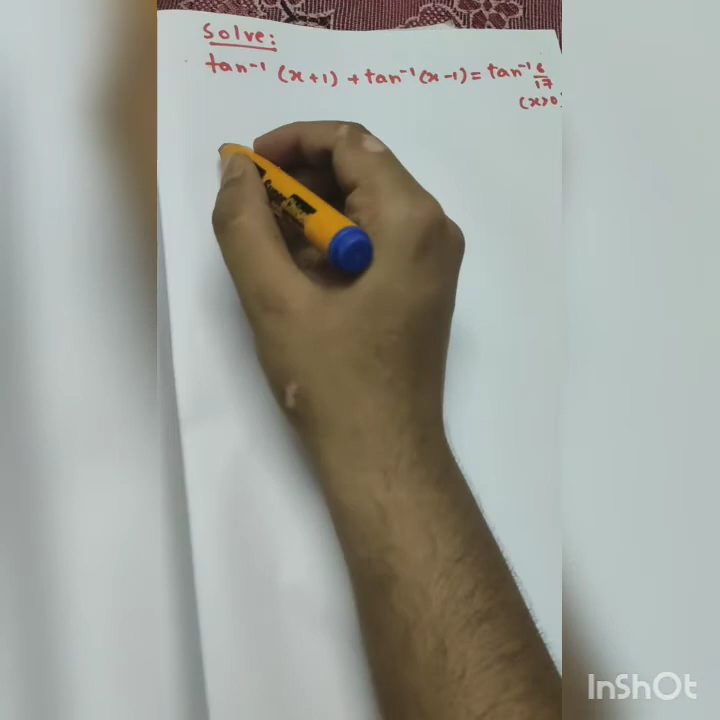 Solve:
tan⁻¹ (x+1) + tan⁻¹ (x-1) = tan⁻¹ 6/17
(x>0)
InShOt